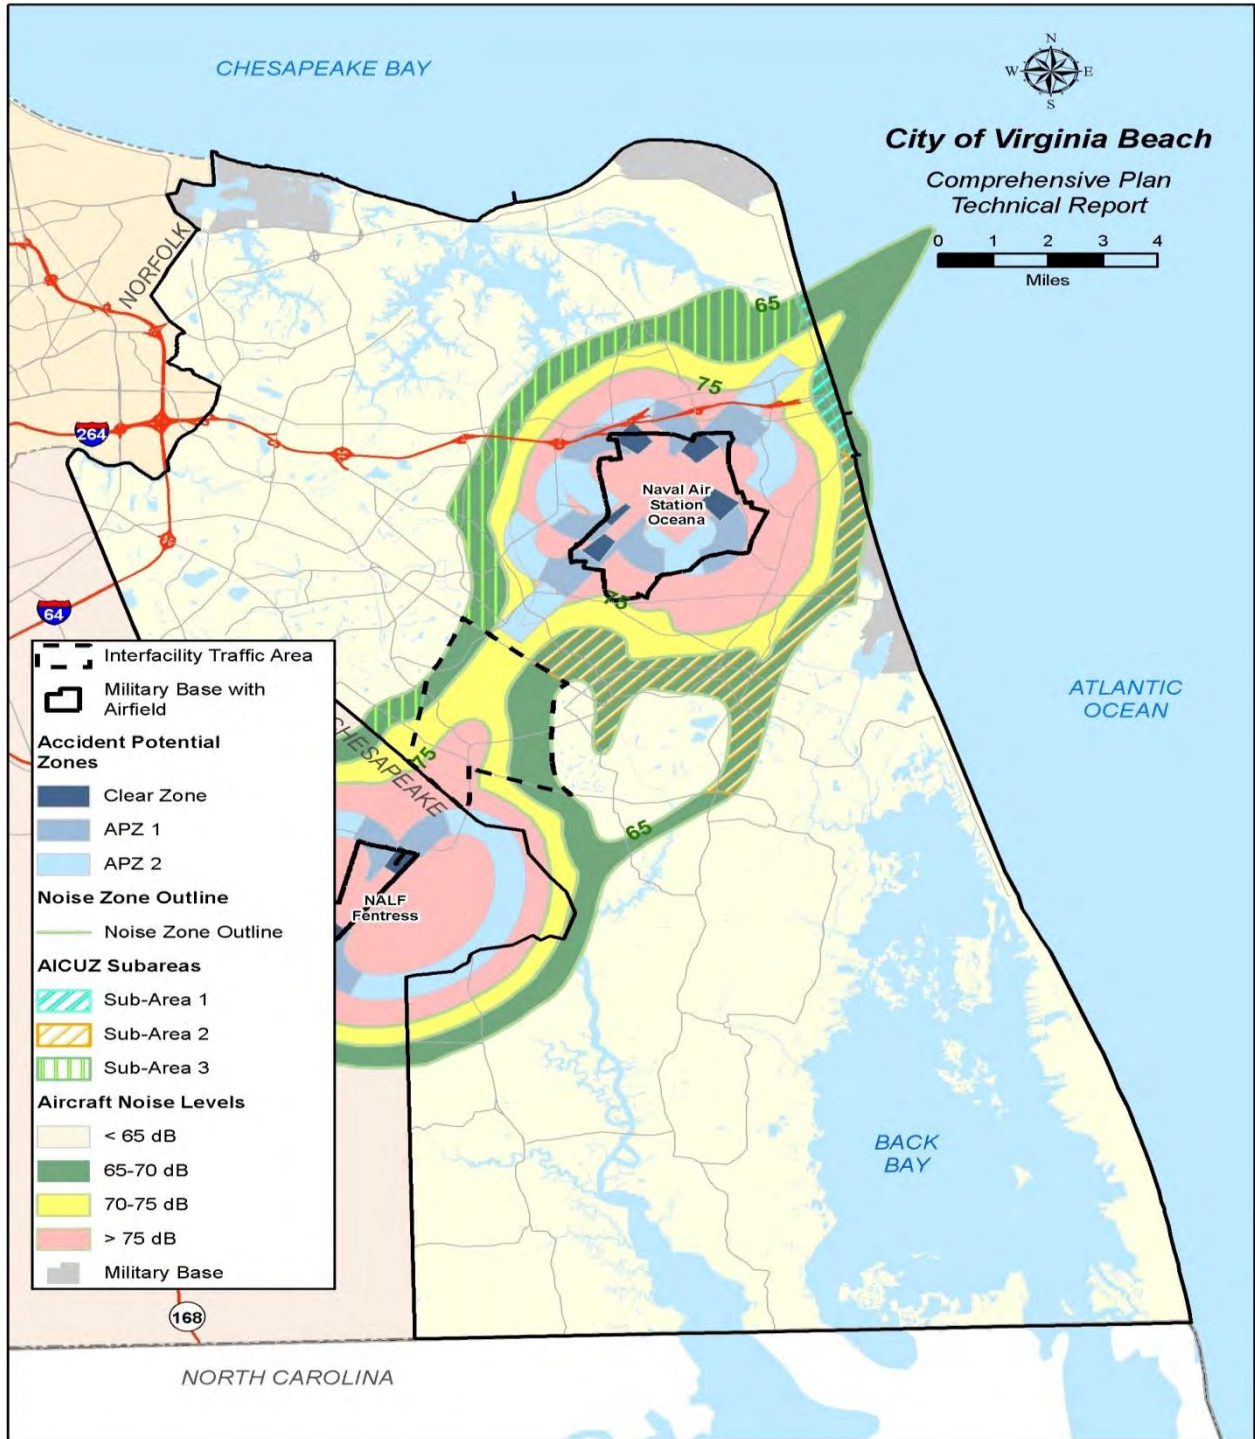 CHESAPEAKE BAY
N
W
E
S
City of Virginia Beach
Comprehensive Plan
Technical Report
0 1 2 3 4
Miles
NORFOLK
65
75
264
Naval Air
Station
Oceana
75
64
ATLANTIC
OCEAN
CHESAPEAKE
75
65
NALF
Fentress
BACK
BAY
Interfacility Traffic Area
Military Base with
Airfield
Accident Potential
Zones
Clear Zone
APZ 1
APZ 2
Noise Zone Outline
Noise Zone Outline
AICUZ Subareas
Sub-Area 1
Sub-Area 2
Sub-Area 3
Aircraft Noise Levels
< 65 dB
65-70 dB
70-75 dB
> 75 dB
Military Base
168
NORTH CAROLINA